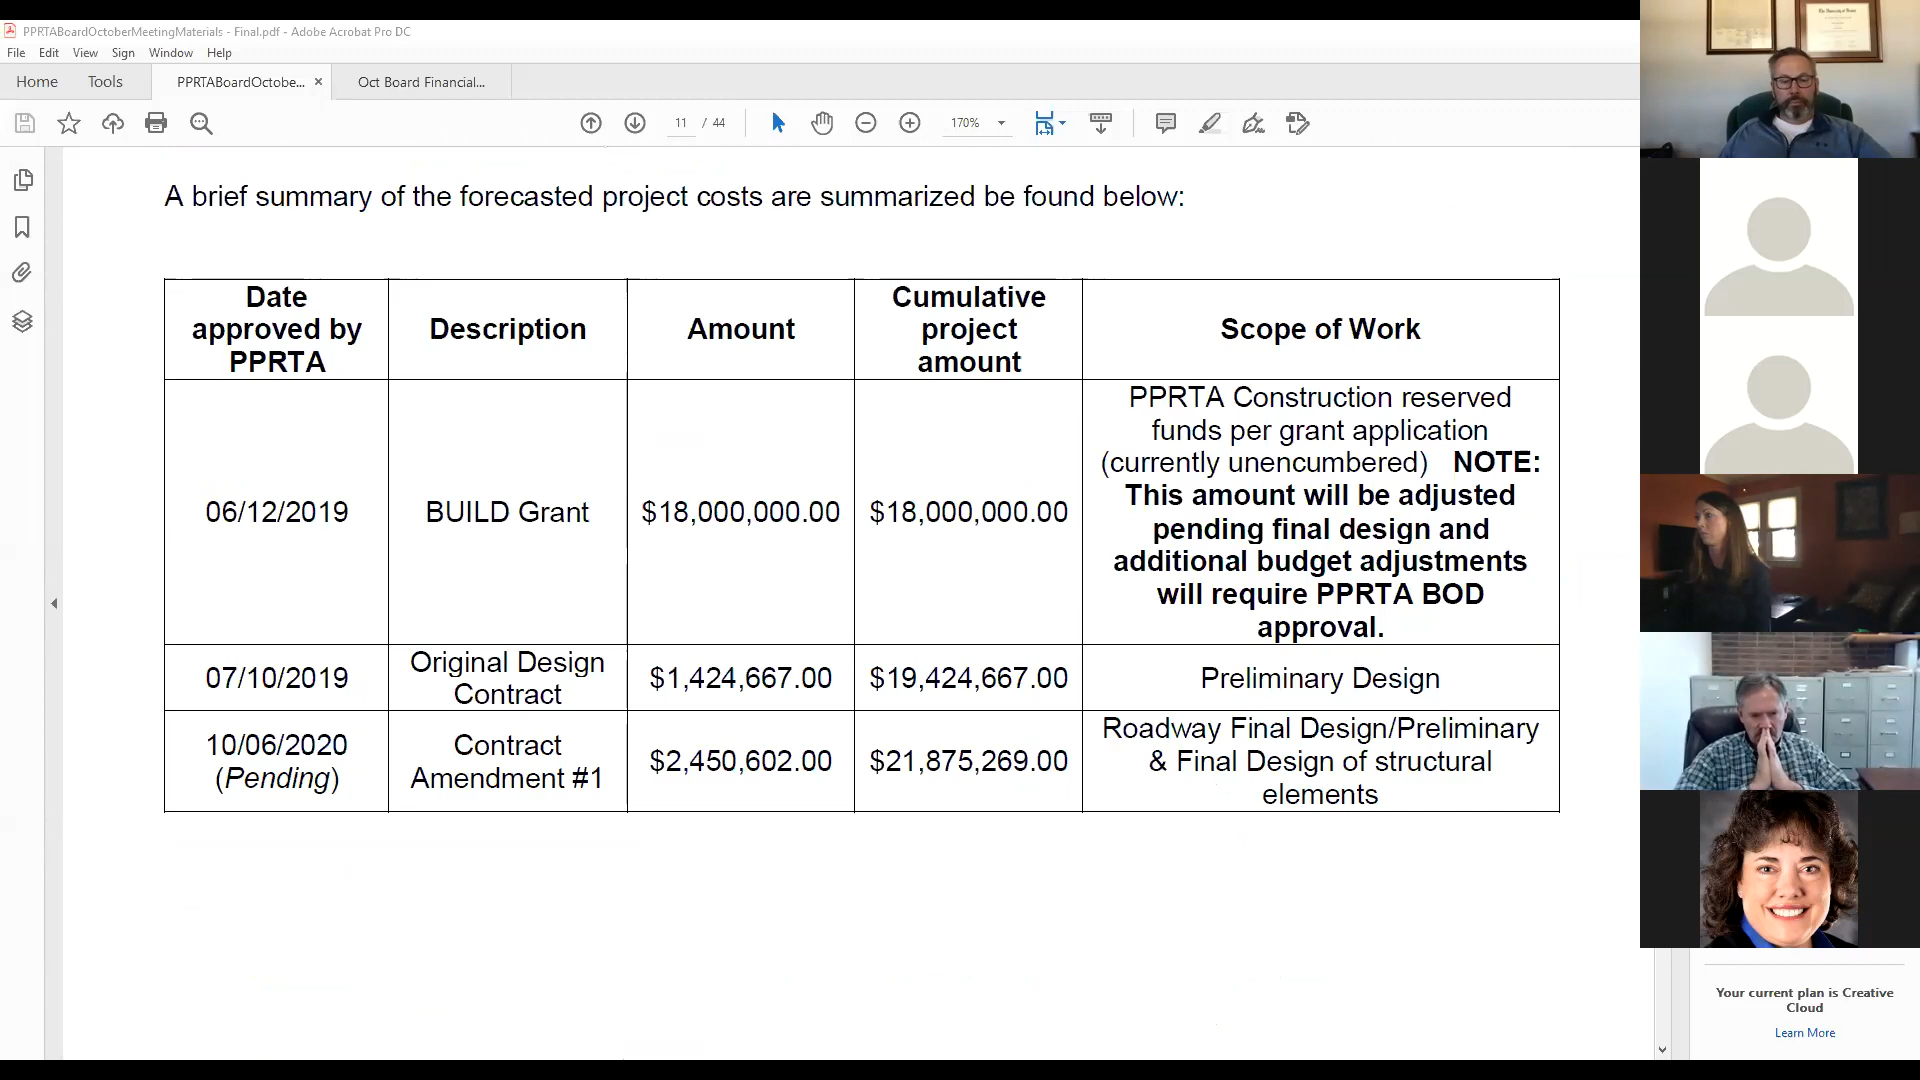 PPRTABoardOctoberMeetingMaterials - Final.pdf - Adobe Acrobat Pro DC
File Edit View Sign Window Help
Home Tools PPRTABoardOctobe... × Oct Board Financial...
11 / 44 170%
A brief summary of the forecasted project costs are summarized be found below:
Date
approved by
PPRTA
Description
Amount
Cumulative
project
amount
Scope of Work
06/12/2019
BUILD Grant
$18,000,000.00
$18,000,000.00
PPRTA Construction reserved
funds per grant application
(currently unencumbered) NOTE:
This amount will be adjusted
pending final design and
additional budget adjustments
will require PPRTA BOD
approval.
07/10/2019
Original Design
Contract
$1,424,667.00
$19,424,667.00
Preliminary Design
10/06/2020
(Pending)
Contract
Amendment #1
$2,450,602.00
$21,875,269.00
Roadway Final Design/Preliminary
& Final Design of structural
elements
Your current plan is Creative
Cloud
Learn More